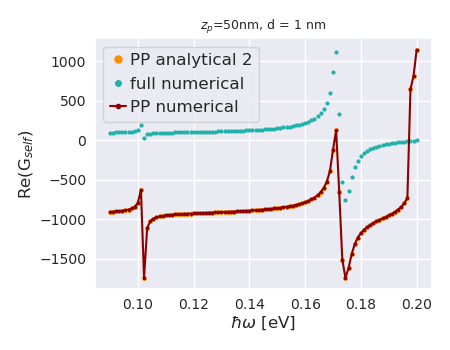 z_p=50nm, d = 1 nm
PP analytical 2
full numerical
PP numerical
Re(G_self)
1000
500
0
−500
−1000
−1500
0.10 0.12 0.14 0.16 0.18 0.20
ℏω [eV]